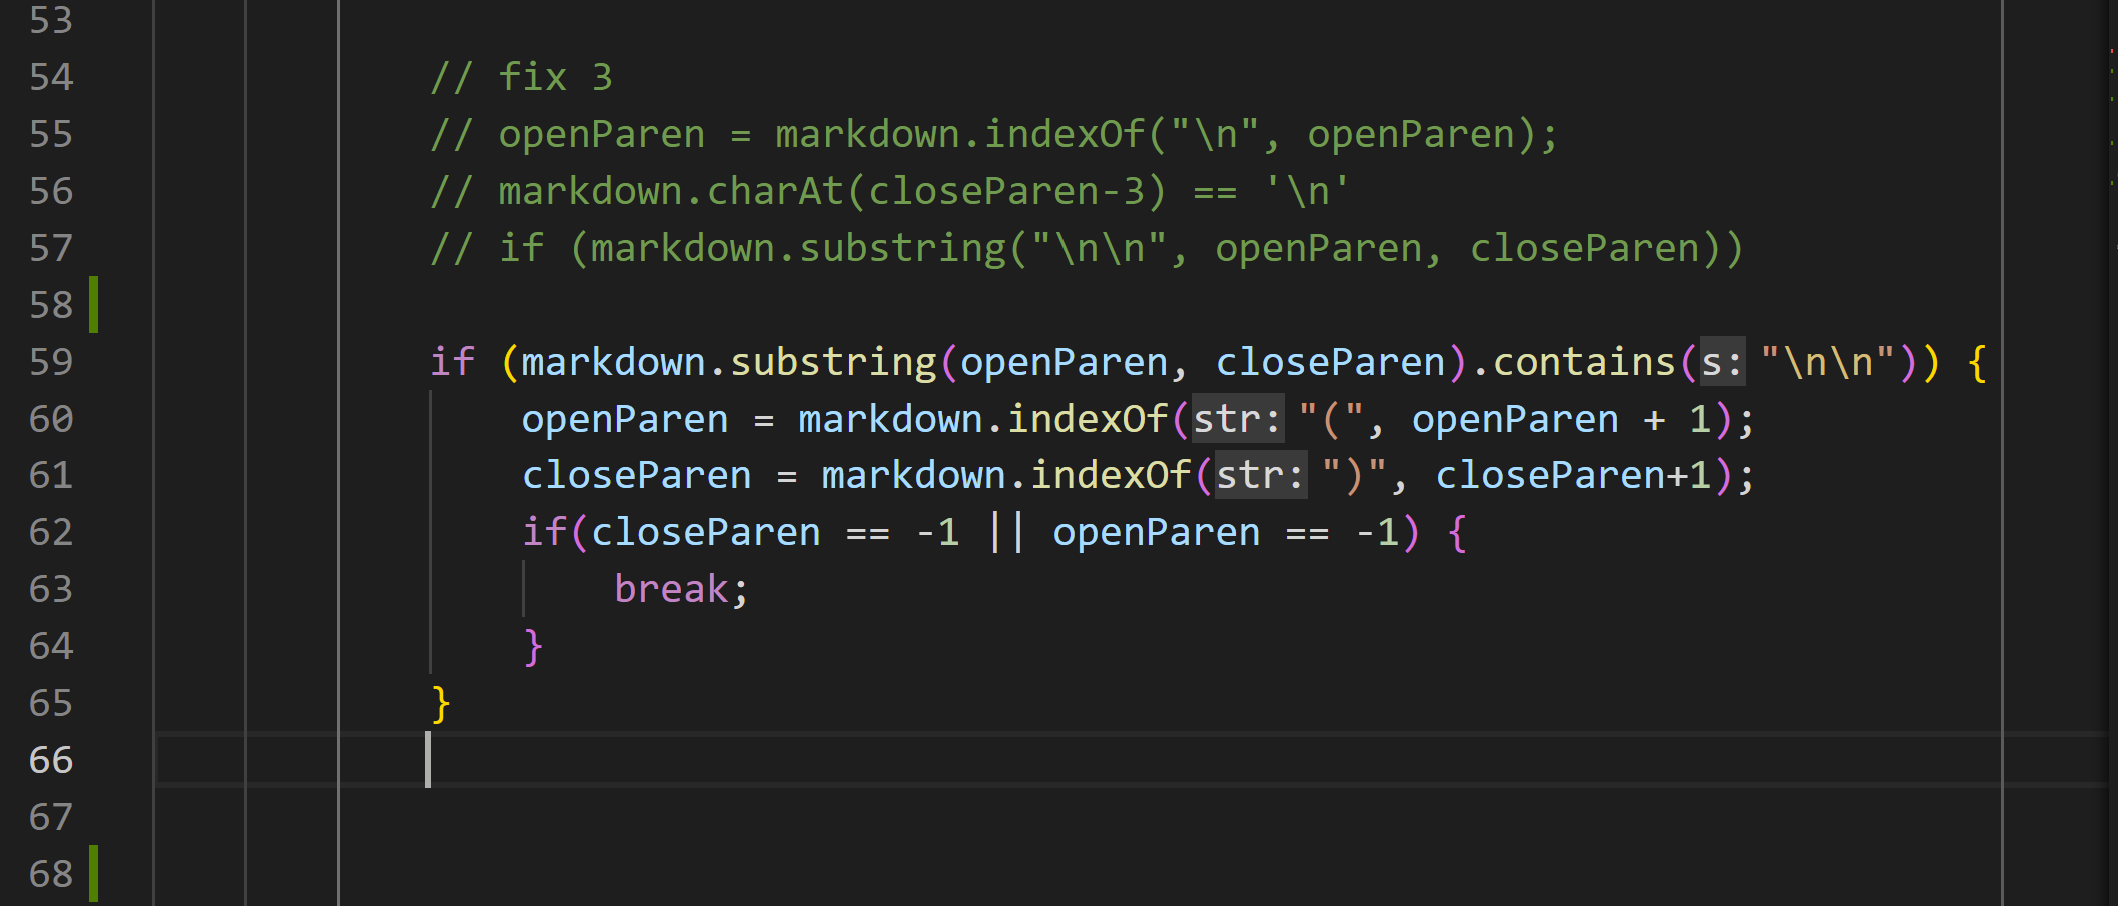 53
54 // fix 3
55 // openParen = markdown.indexOf("\n", openParen);
56 // markdown.charAt(closeParen-3) == '\n'
57 // if (markdown.substring("\n\n", openParen, closeParen))
58
59 if (markdown.substring(openParen, closeParen).contains(s: "\n\n")) {
60 openParen = markdown.indexOf(str: "(", openParen + 1);
61 closeParen = markdown.indexOf(str: ")", closeParen+1);
62 if(closeParen == -1 || openParen == -1) {
63 break;
64 }
65 }
66
67
68